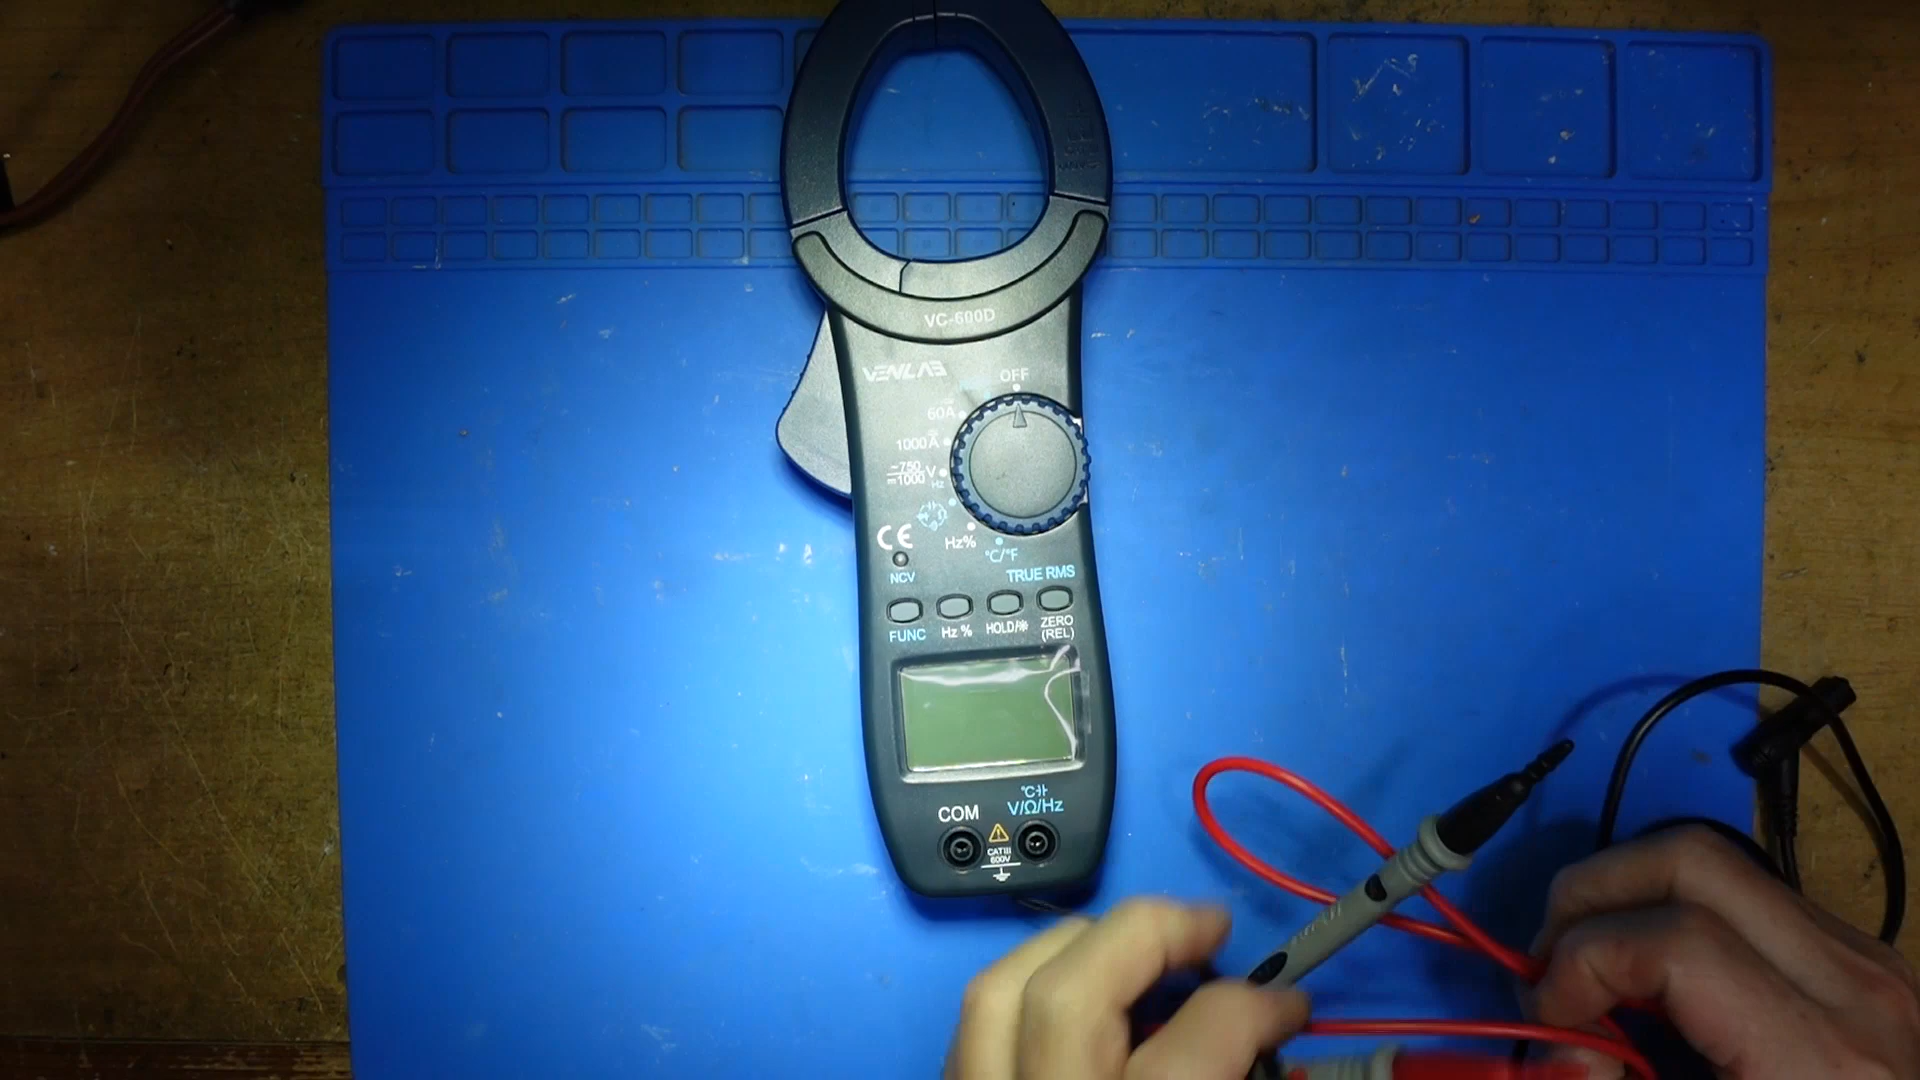 VC-600D
VENLAB
OFF
60A
1000A
~750
=1000 V
Hz
CE
Hz%
°C/°F
NCV
TRUE RMS
FUNC
Hz %
HOLD/☀
ZERO
(REL)
°C
COM
V/Ω/Hz
CAT III
600V